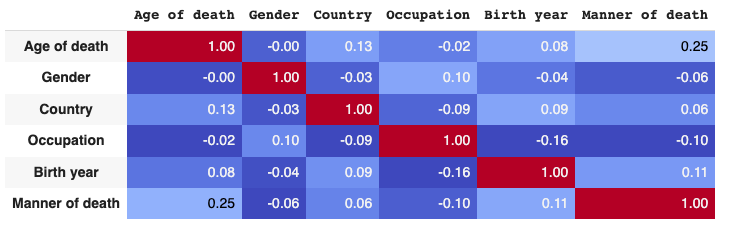 Age of death Gender Country Occupation Birth year Manner of death
Age of death 1.00 -0.00 0.13 -0.02 0.08 0.25
Gender -0.00 1.00 -0.03 0.10 -0.04 -0.06
Country 0.13 -0.03 1.00 -0.09 0.09 0.06
Occupation -0.02 0.10 -0.09 1.00 -0.16 -0.10
Birth year 0.08 -0.04 0.09 -0.16 1.00 0.11
Manner of death 0.25 -0.06 0.06 -0.10 0.11 1.00